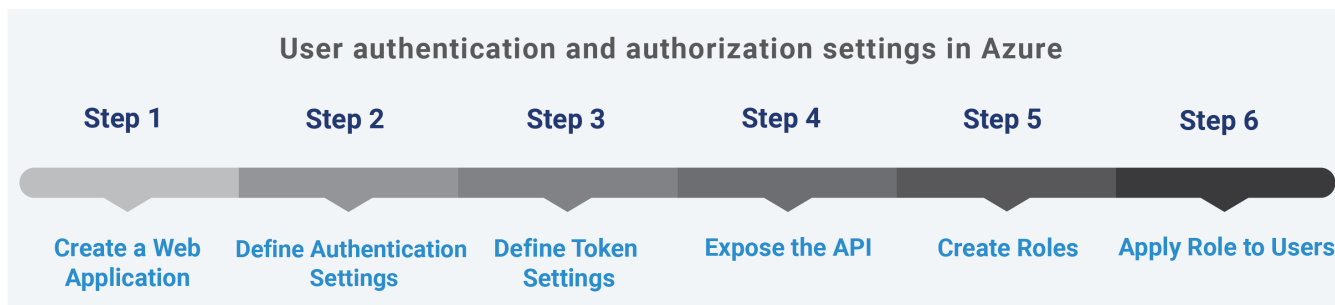 User authentication and authorization settings in Azure
Step 1
Step 2
Step 3
Step 4
Step 5
Step 6
Create a Web
Application
Define Authentication
Settings
Define Token
Settings
Expose the API
Create Roles
Apply Role to Users